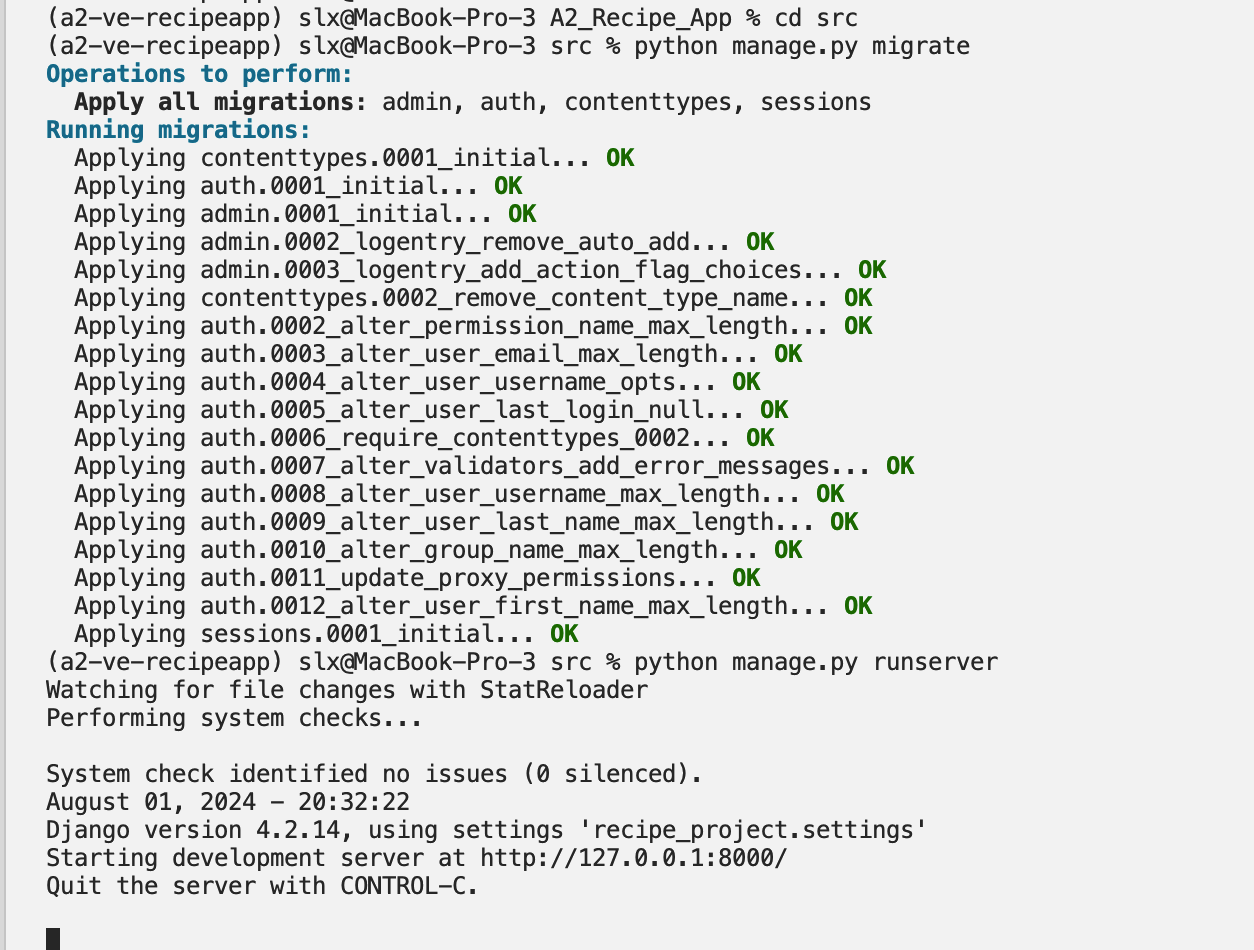 (a2-ve-recipeapp) slx@MacBook-Pro-3 A2_Recipe_App % cd src
(a2-ve-recipeapp) slx@MacBook-Pro-3 src % python manage.py migrate
Operations to perform:
  Apply all migrations: admin, auth, contenttypes, sessions
Running migrations:
  Applying contenttypes.0001_initial... OK
  Applying auth.0001_initial... OK
  Applying admin.0001_initial... OK
  Applying admin.0002_logentry_remove_auto_add... OK
  Applying admin.0003_logentry_add_action_flag_choices... OK
  Applying contenttypes.0002_remove_content_type_name... OK
  Applying auth.0002_alter_permission_name_max_length... OK
  Applying auth.0003_alter_user_email_max_length... OK
  Applying auth.0004_alter_user_username_opts... OK
  Applying auth.0005_alter_user_last_login_null... OK
  Applying auth.0006_require_contenttypes_0002... OK
  Applying auth.0007_alter_validators_add_error_messages... OK
  Applying auth.0008_alter_user_username_max_length... OK
  Applying auth.0009_alter_user_last_name_max_length... OK
  Applying auth.0010_alter_group_name_max_length... OK
  Applying auth.0011_update_proxy_permissions... OK
  Applying auth.0012_alter_user_first_name_max_length... OK
  Applying sessions.0001_initial... OK
(a2-ve-recipeapp) slx@MacBook-Pro-3 src % python manage.py runserver
Watching for file changes with StatReloader
Performing system checks...

System check identified no issues (0 silenced).
August 01, 2024 - 20:32:22
Django version 4.2.14, using settings 'recipe_project.settings'
Starting development server at http://127.0.0.1:8000/
Quit the server with CONTROL-C.